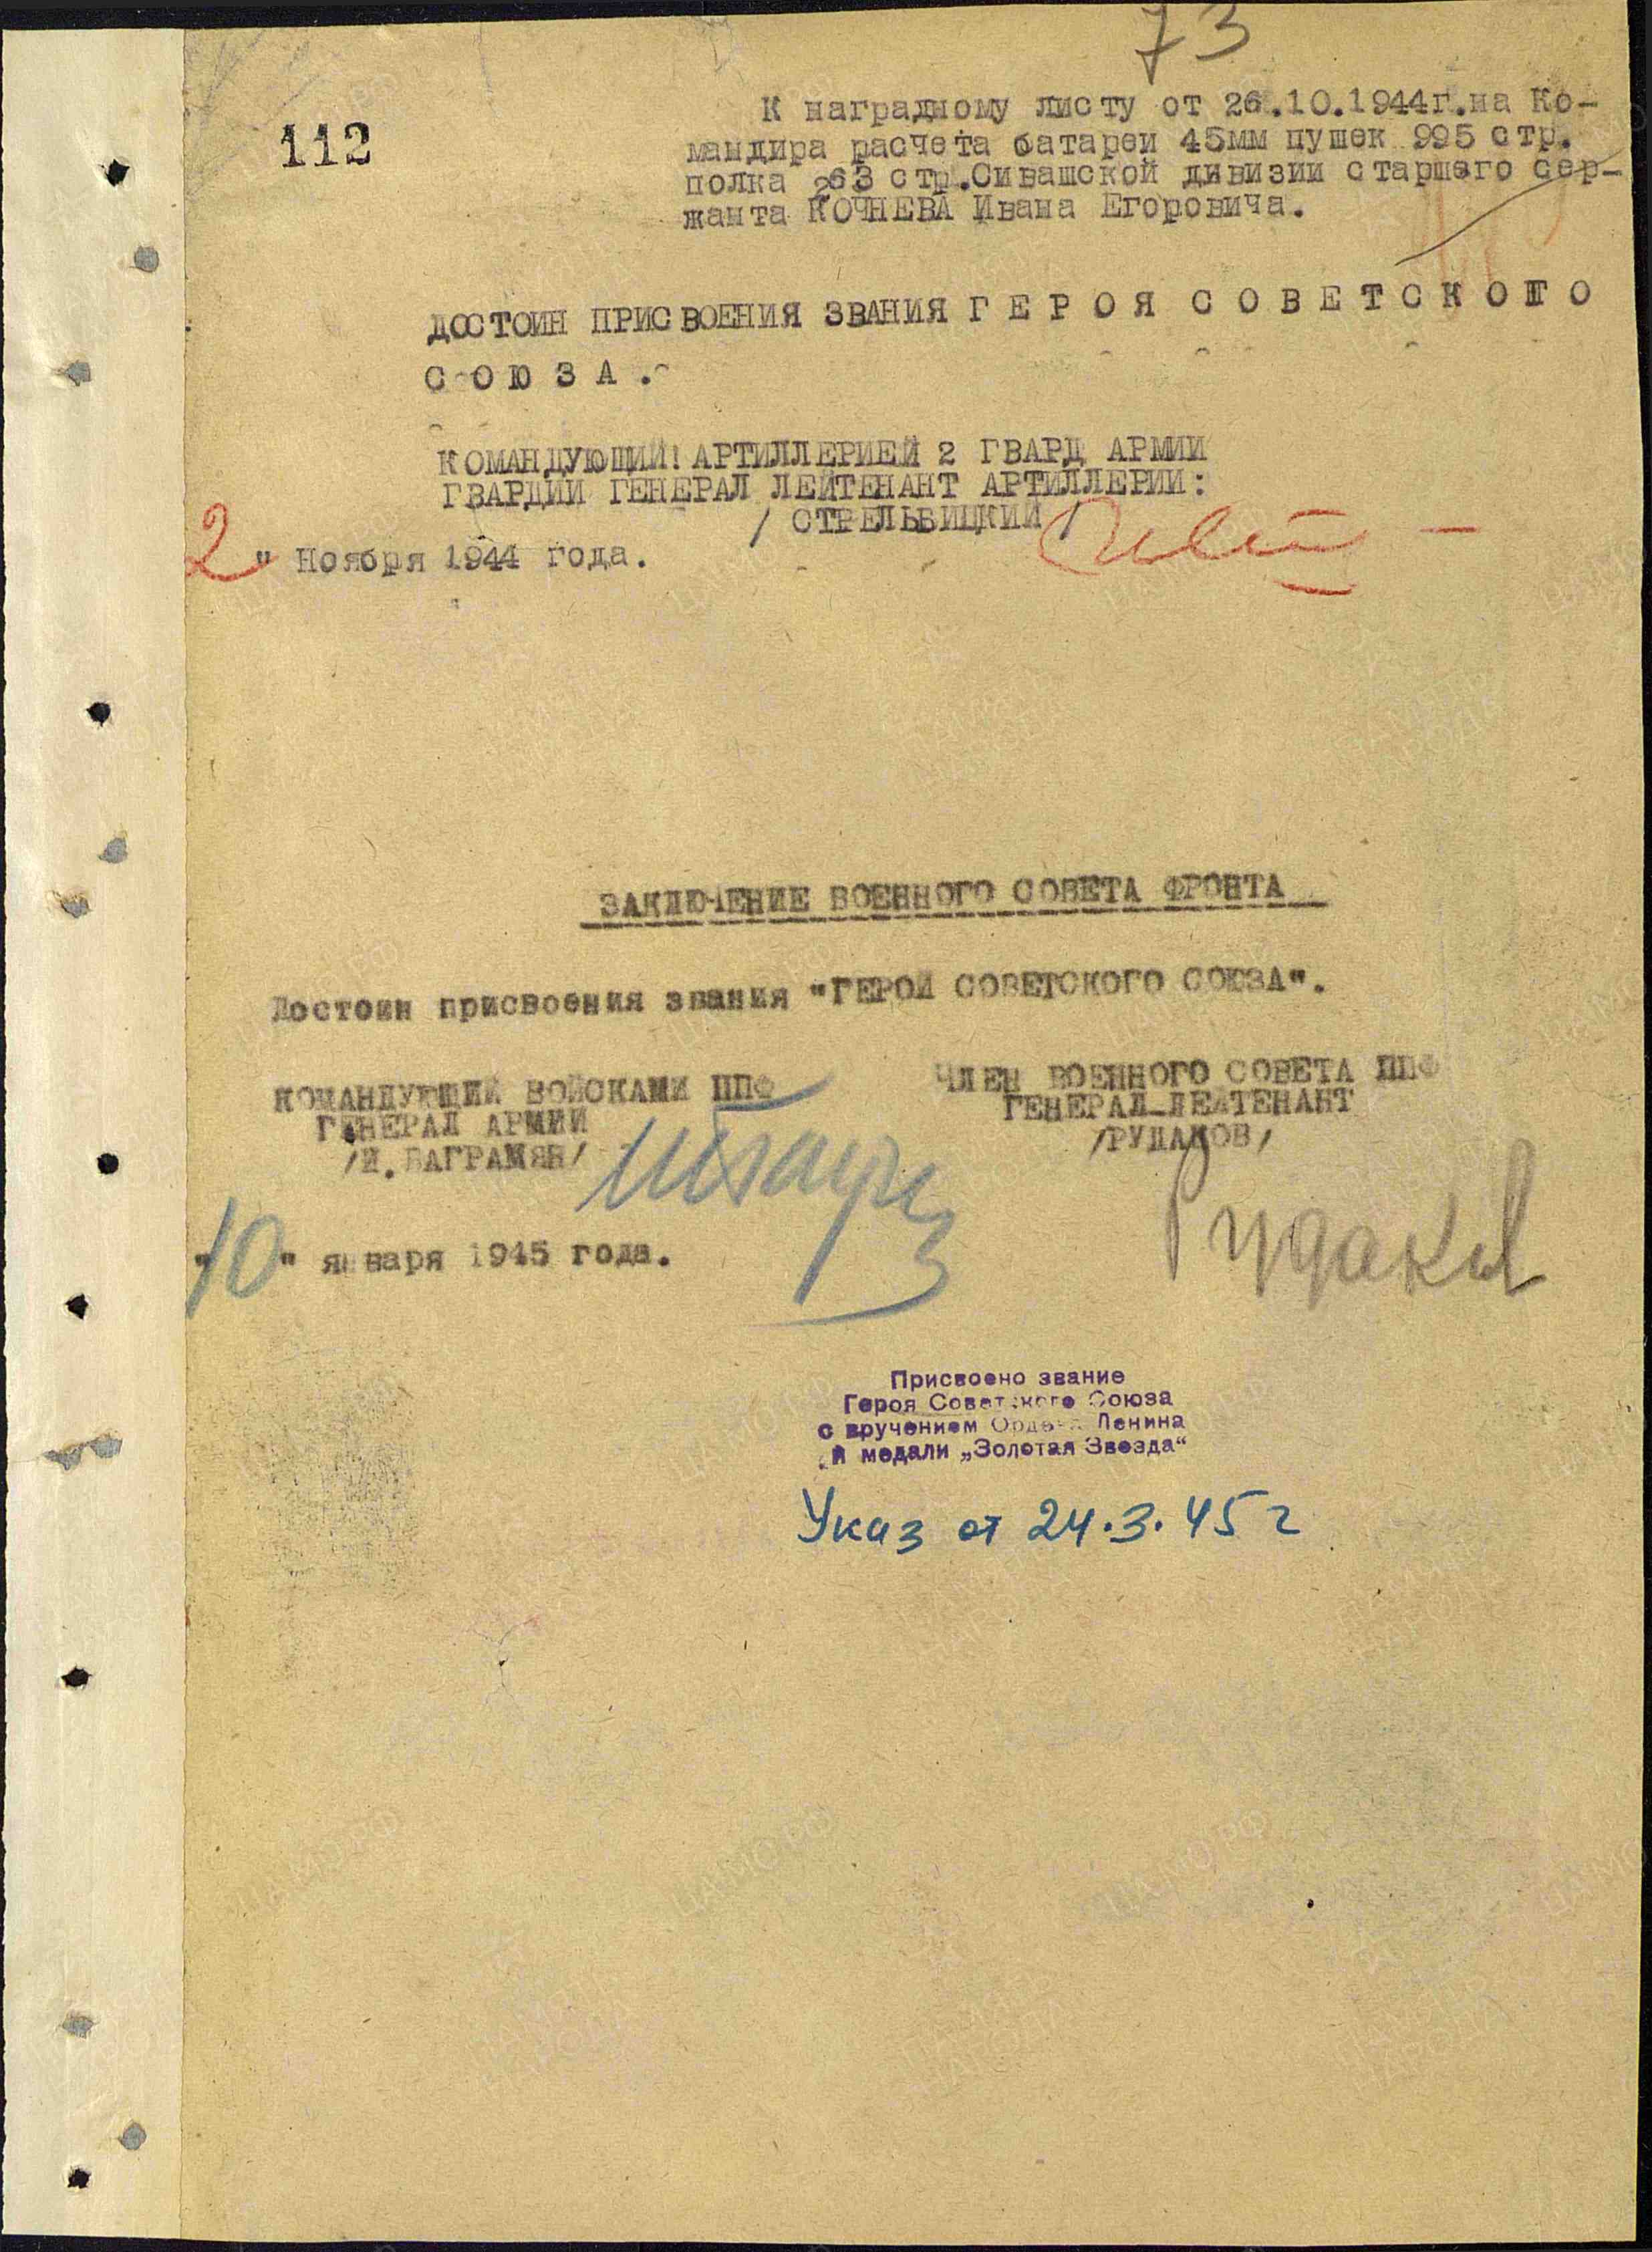 73
112
К наградному листу от 26.10.1944г.на Ко-
мандира расчета батареи 45мм пушек 995 стр.
полка 263 стр.Сивашской дивизии старшего сер-
жанта КОЧНЕВА Ивана Егоровича.
ДОСТОИН ПРИСВОЕНИЯ ЗВАНИЯ Г Е Р О Я С О В Е Т С К О Г О
С О Ю З А .
КОМАНДУЮЩИЙ АРТИЛЛЕРИЕЙ 2 ГВАРД АРМИИ
ГВАРДИИ ГЕНЕРАЛ ЛЕЙТЕНАНТ АРТИЛЛЕРИИ:
/ СТРЕЛЬБИЦКИЙ /
2 " Ноября 1944 года.
ЗАКЛЮЧЕНИЕ ВОЕННОГО СОВЕТА ФРОНТА
Достоин присвоения звания "ГЕРОЙ СОВЕТСКОГО СОЮЗА".
КОМАНДУЮЩИЙ ВОЙСКАМИ ППФ
ГЕНЕРАЛ АРМИИ
/И.БАГРАМЯН/
ЧЛЕН ВОЕННОГО СОВЕТА ППФ
ГЕНЕРАЛ-ЛЕЙТЕНАНТ
/РУДАКОВ/
Рудаков
"10" января 1945 года.
Присвоено звание
Героя Советского Союза
с вручением Ордена Ленина
и медали „Золотая Звезда“
Указ от 24.3.45 г